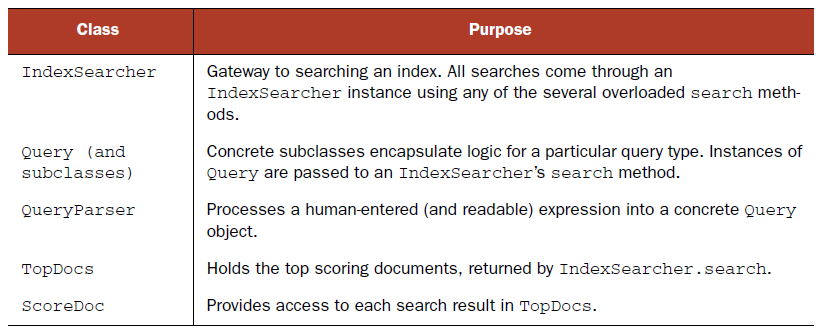 Class Purpose
IndexSearcher Gateway to searching an index. All searches come through an
IndexSearcher instance using any of the several overloaded search meth-
ods.
Query (and Concrete subclasses encapsulate logic for a particular query type. Instances of
subclasses) Query are passed to an IndexSearcher’s search method.
QueryParser Processes a human-entered (and readable) expression into a concrete Query
object.
TopDocs Holds the top scoring documents, returned by IndexSearcher.search.
ScoreDoc Provides access to each search result in TopDocs.